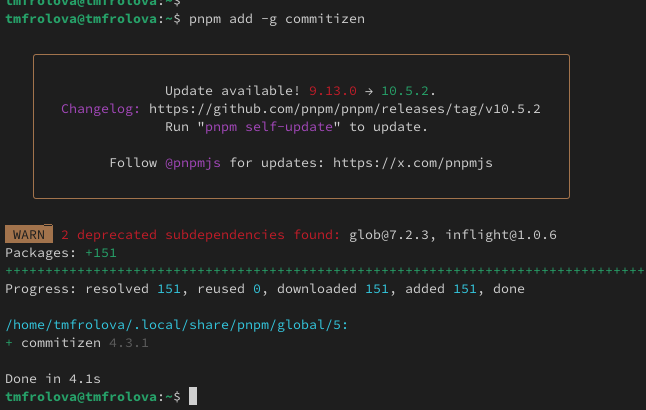 tmfrolova@tmfrolova:~$
tmfrolova@tmfrolova:~$ pnpm add -g commitizen
Update available! 9.13.0 → 10.5.2.
Changelog: https://github.com/pnpm/pnpm/releases/tag/v10.5.2
Run "pnpm self-update" to update.
Follow @pnpmjs for updates: https://x.com/pnpmjs
WARN 2 deprecated subdependencies found: glob@7.2.3, inflight@1.0.6
Packages: +151
++++++++++++++++++++++++++++++++++++++++++++++++++++++++++++++++++++++++++++++++
Progress: resolved 151, reused 0, downloaded 151, added 151, done
/home/tmfrolova/.local/share/pnpm/global/5:
+ commitizen 4.3.1
Done in 4.1s
tmfrolova@tmfrolova:~$